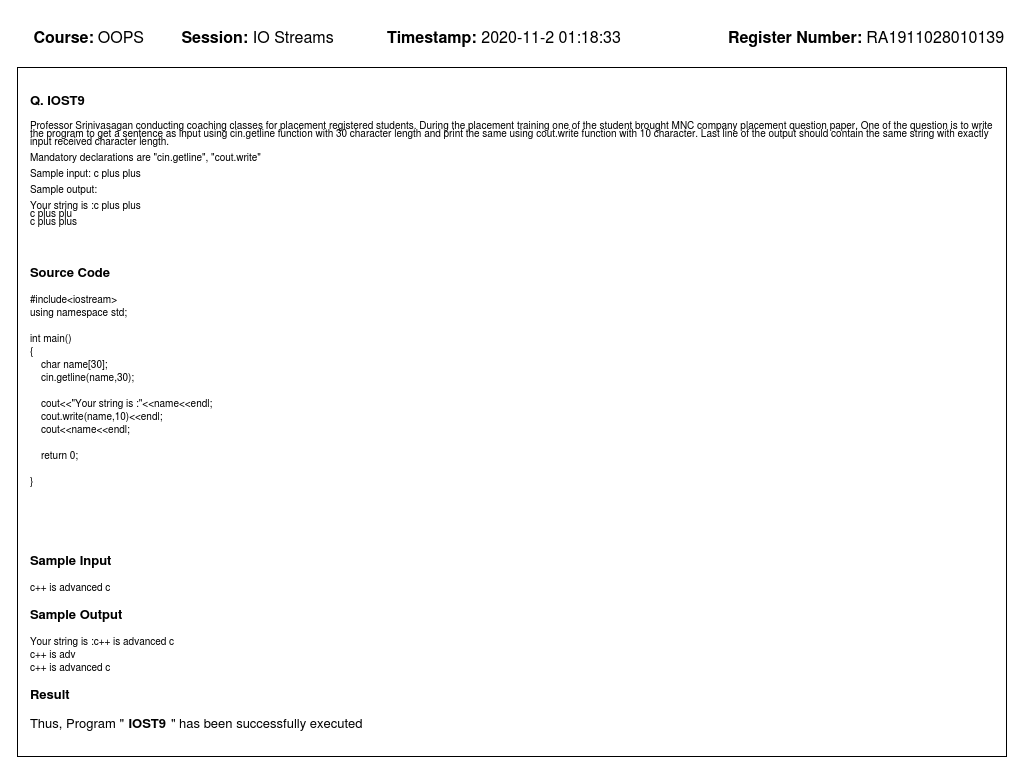 Course: OOPS Session: IO Streams Timestamp: 2020-11-2 01:18:33 Register Number: RA1911028010139
Q. IOST9
Professor Srinivasagan conducting coaching classes for placement registered students. During the placement training one of the student brought MNC company placement question paper, One of the question is to write
the program to get a sentence as input using cin.getline function with 30 character length and print the same using cout.write function with 10 character. Last line of the output should contain the same string with exactly
input received character length.
Mandatory declarations are "cin.getline", "cout.write"
Sample input: c plus plus
Sample output:
Your string is :c plus plus
c plus plu
c plus plus
Source Code
#include<iostream>
using namespace std;
int main()
{
char name[30];
cin.getline(name,30);
cout<<"Your string is :"<<name<<endl;
cout.write(name,10)<<endl;
cout<<name<<endl;
return 0;
}
Sample Input
c++ is advanced c
Sample Output
Your string is :c++ is advanced c
c++ is adv
c++ is advanced c
Result
Thus, Program " IOST9 " has been successfully executed